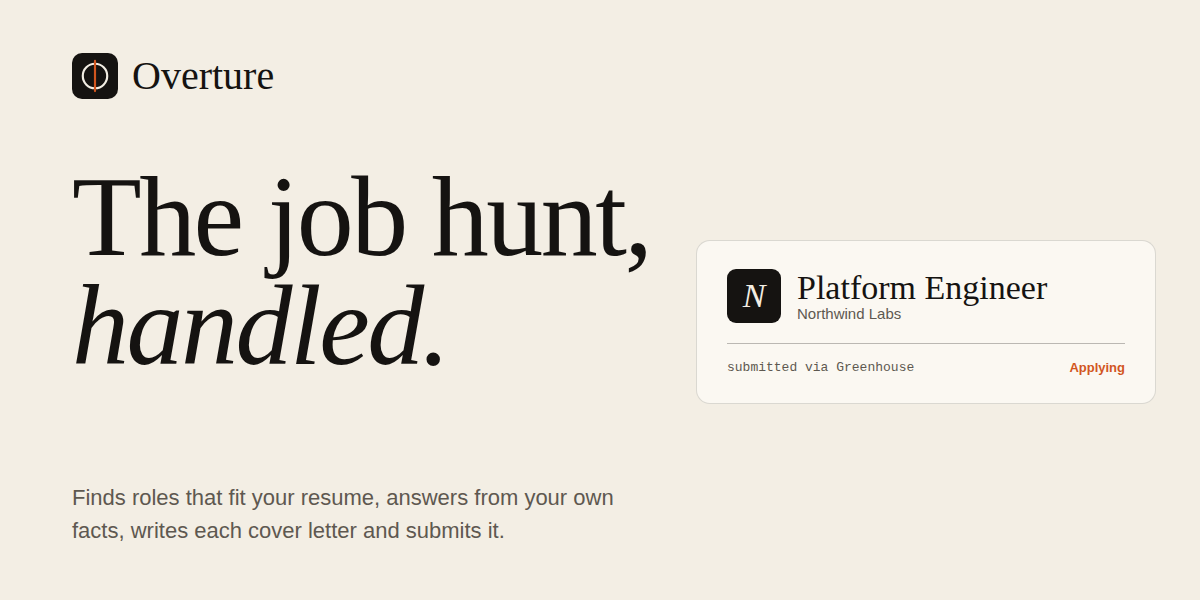 Overture
The job hunt,
handled.
N
Platform Engineer
Northwind Labs
submitted via Greenhouse
Applying
Finds roles that fit your resume, answers from your own
facts, writes each cover letter and submits it.